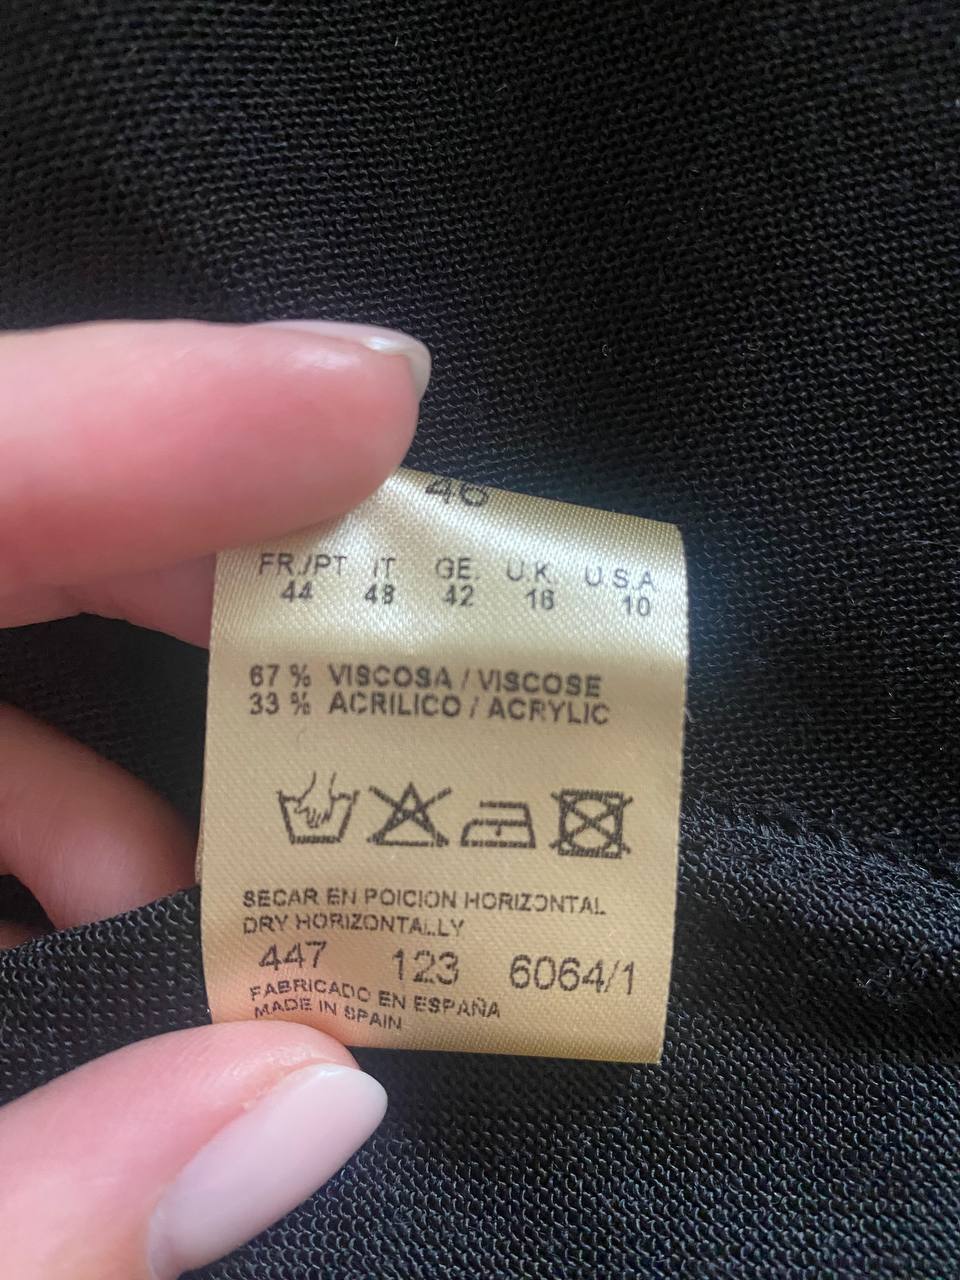 46
FR./PT IT GE. U.K. U.S.A.
44 48 42 16 10
67 % VISCOSA / VISCOSE
33 % ACRILICO / ACRYLIC
SECAR EN POICION HORIZONTAL
DRY HORIZONTALLY
447 123 6064/1
FABRICADO EN ESPAÑA
MADE IN SPAIN